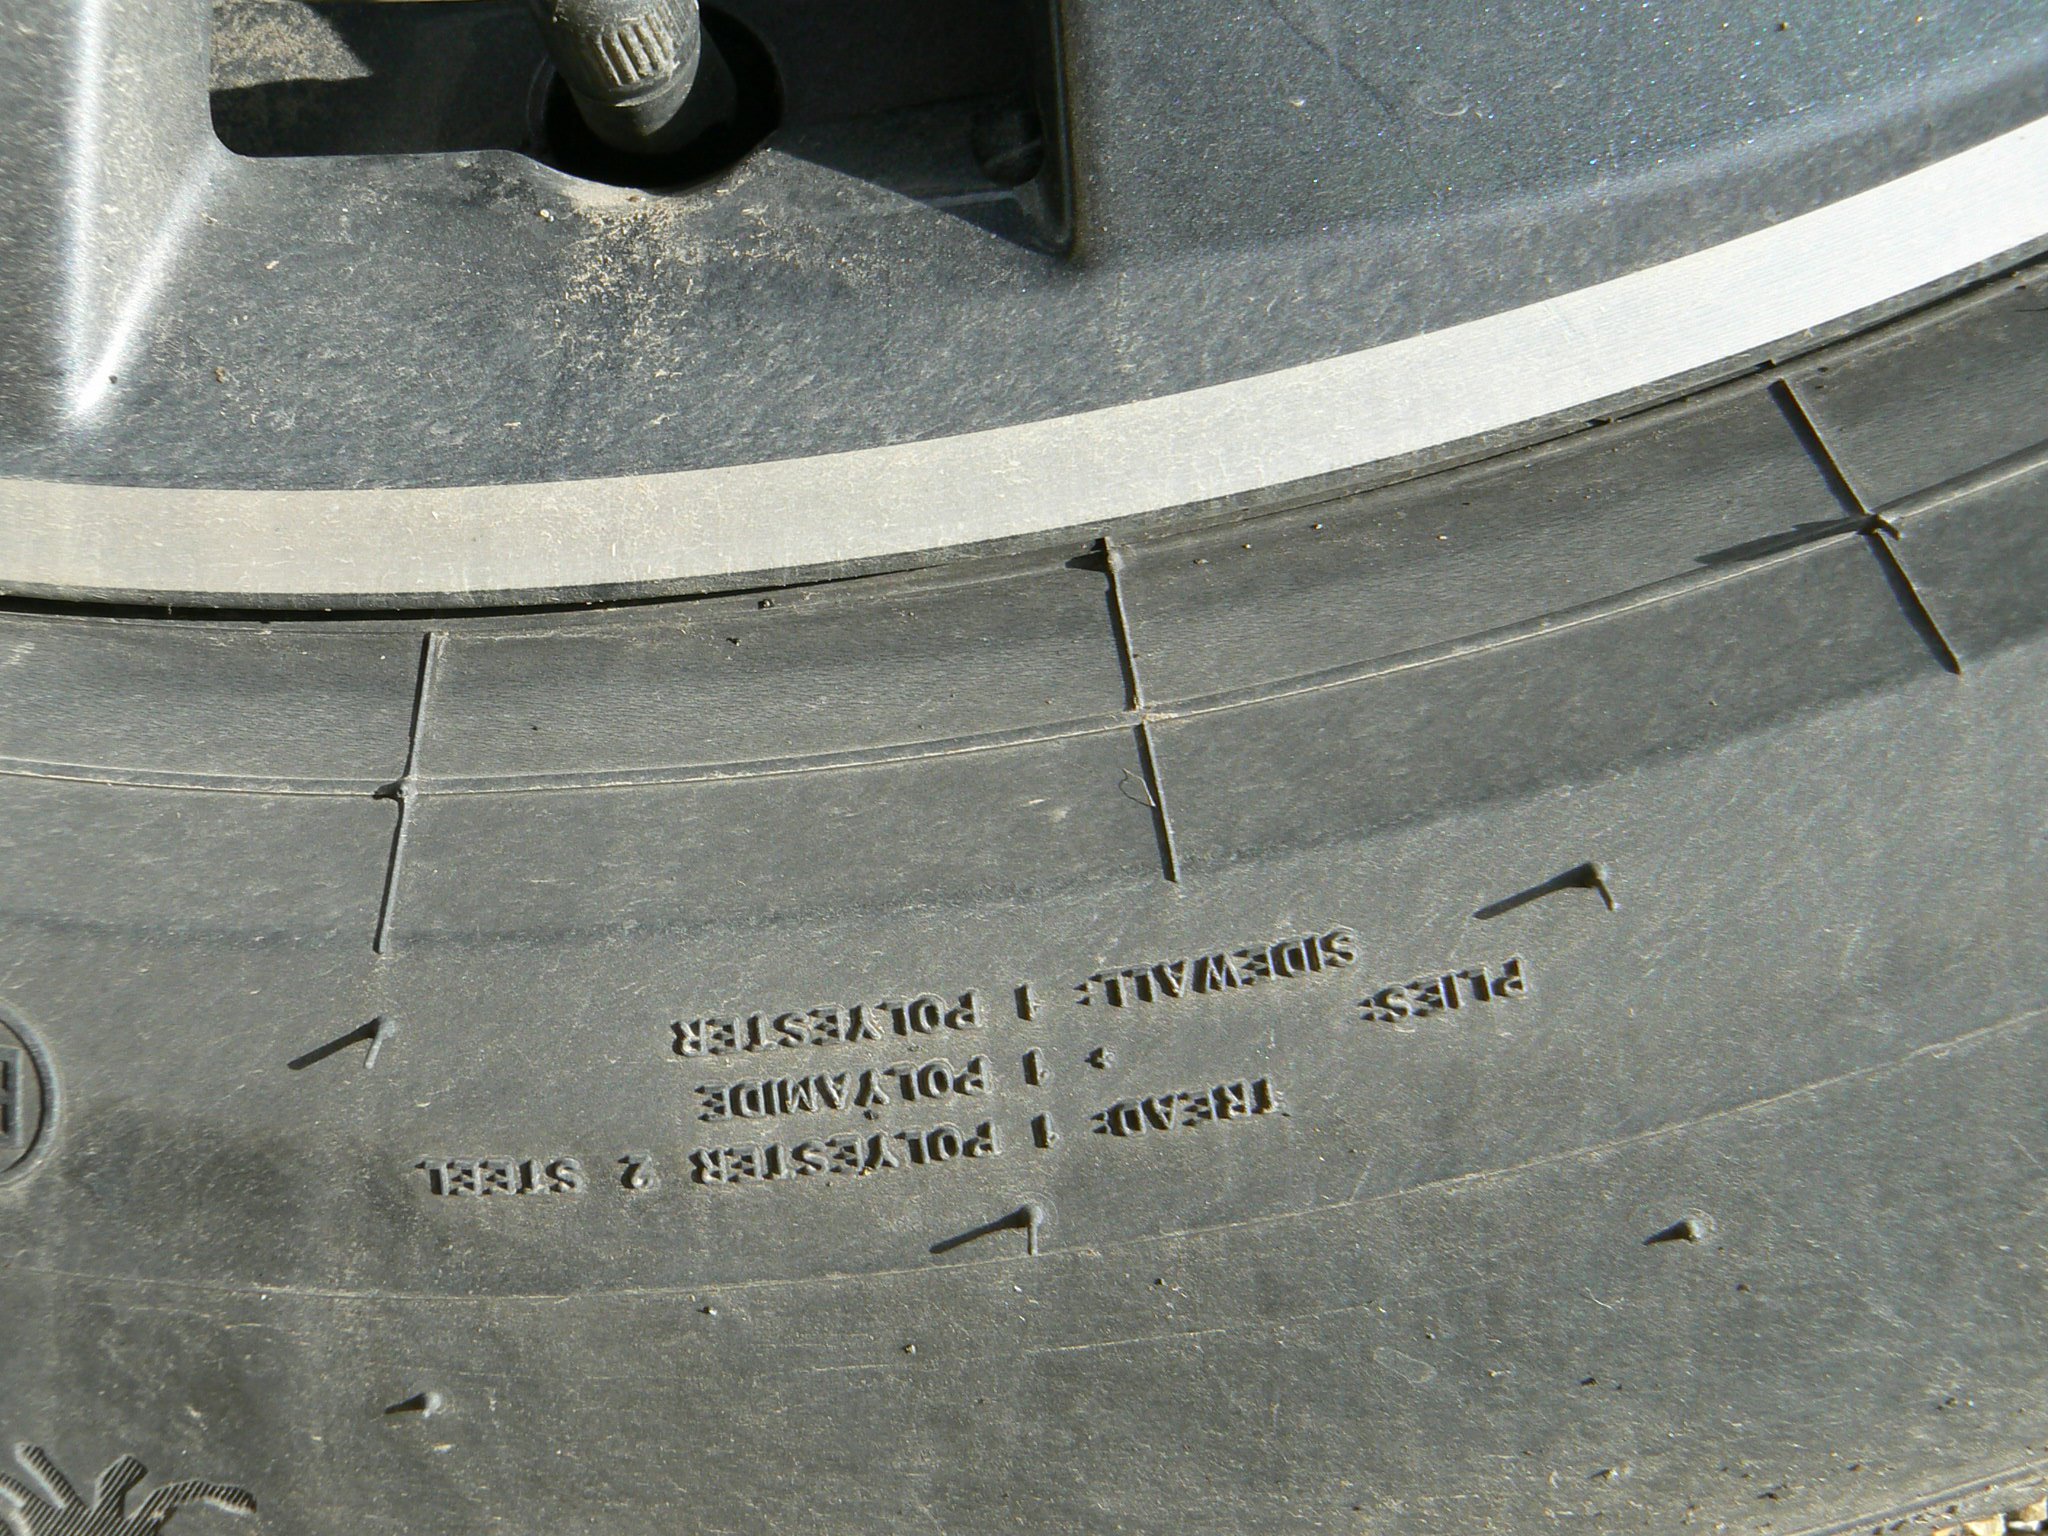 PLIES:
SIDEWALL: 1 POLYESTER
TREAD: 1 POLYESTER 2 STEEL
+ 1 POLYAMIDE